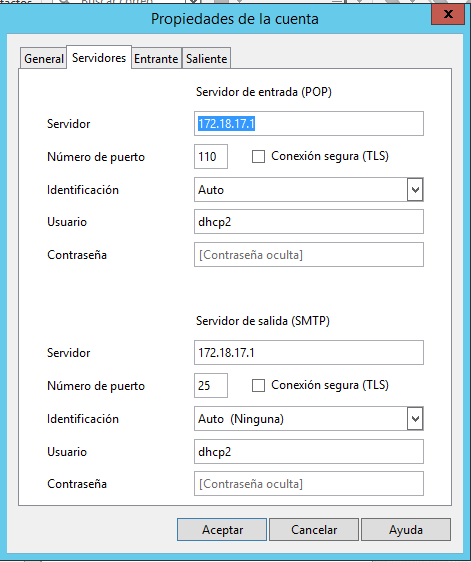 Buscar correo
Propiedades de la cuenta
x
General Servidores Entrante Saliente
Servidor de entrada (POP)
Servidor 172.18.17.1
Número de puerto 110 Conexión segura (TLS)
Identificación Auto
Usuario dhcp2
Contraseña [Contraseña oculta]
Servidor de salida (SMTP)
Servidor 172.18.17.1
Número de puerto 25 Conexión segura (TLS)
Identificación Auto (Ninguna)
Usuario dhcp2
Contraseña [Contraseña oculta]
Aceptar Cancelar Ayuda